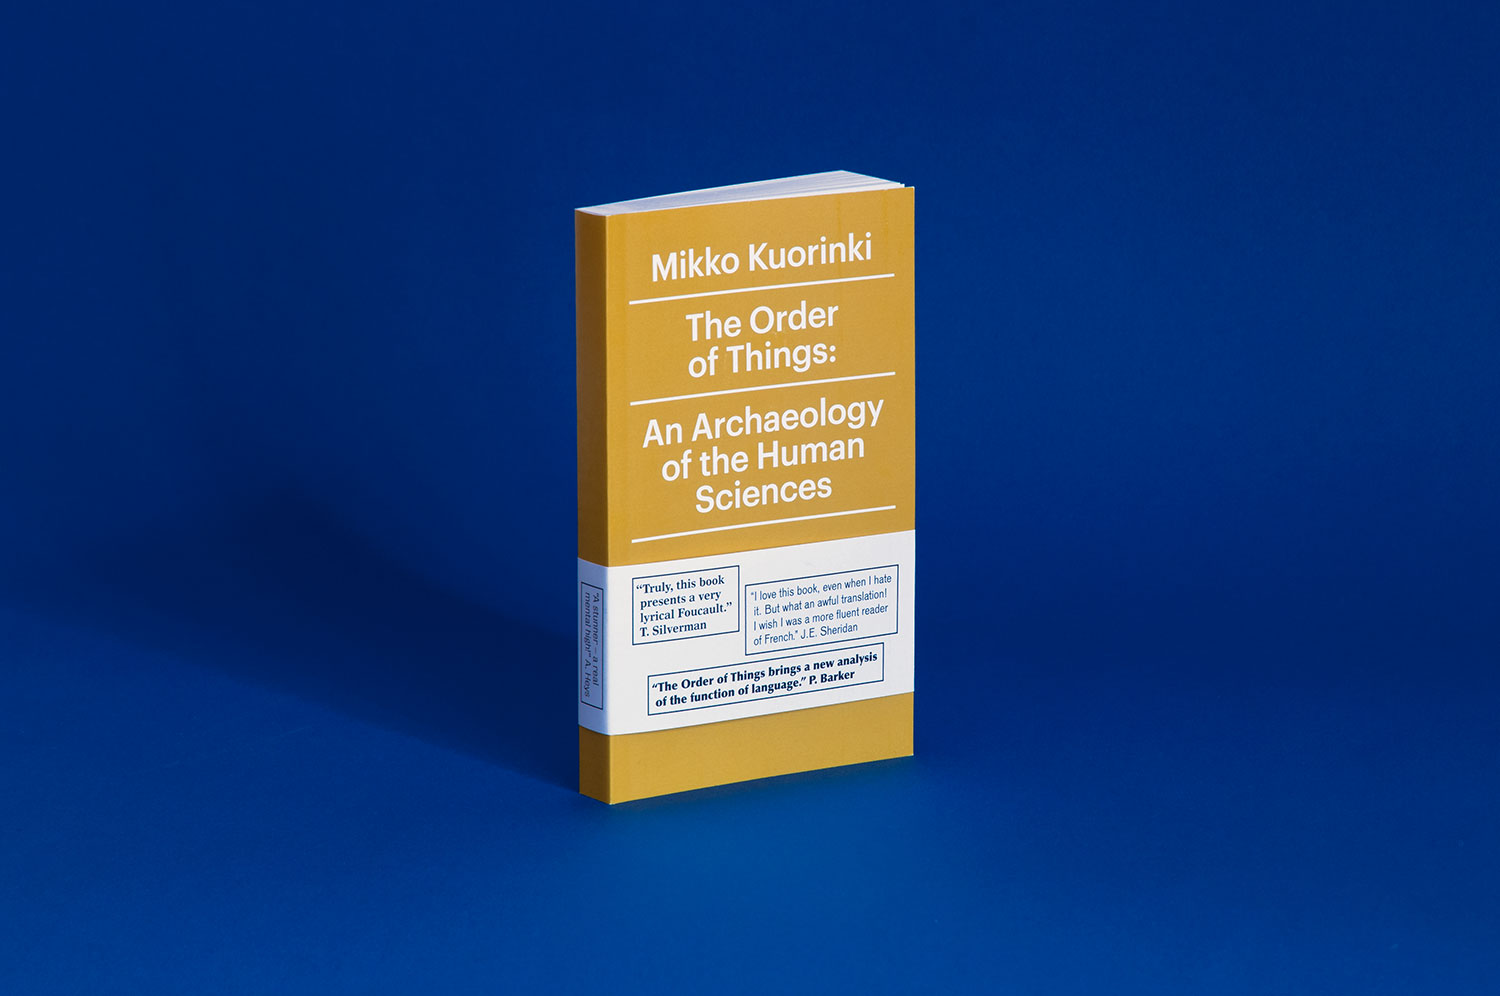 Mikko Kuorinki
The Order
of Things:
An Archaeology
of the Human
Sciences
“Truly, this book
presents a very
lyrical Foucault.”
T. Silverman
“I love this book, even when I hate
it. But what an awful translation!
I wish I was a more fluent reader
of French.” J.E. Sheridan
“The Order of Things brings a new analysis
of the function of language.” P. Barker
“A stunner – a real
mental high!” A. Hays